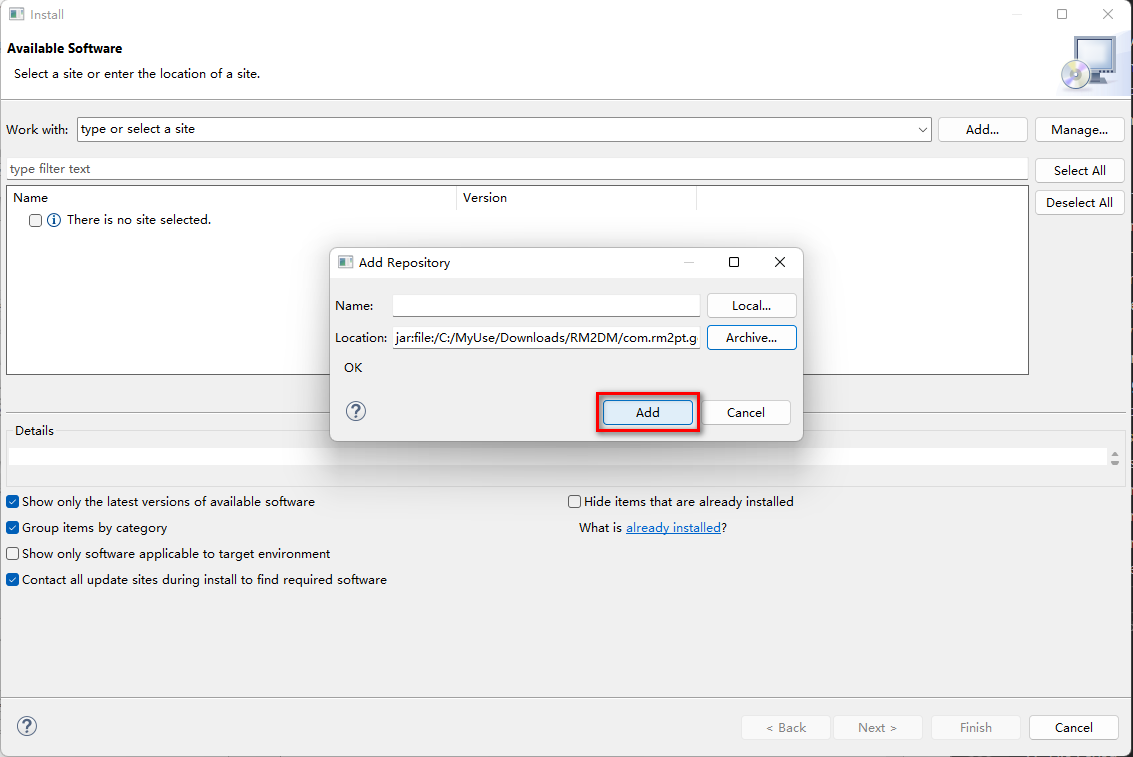 Install
Available Software
Select a site or enter the location of a site.
Work with: type or select a site Add... Manage...
type filter text Select All
Name Version Deselect All
There is no site selected.
Add Repository
Name: Local...
Location: jar:file:/C:/MyUse/Downloads/RM2DM/com.rm2pt.g Archive...
OK
? Add Cancel
Details
Show only the latest versions of available software Hide items that are already installed
Group items by category What is already installed?
Show only software applicable to target environment
Contact all update sites during install to find required software
? < Back Next > Finish Cancel